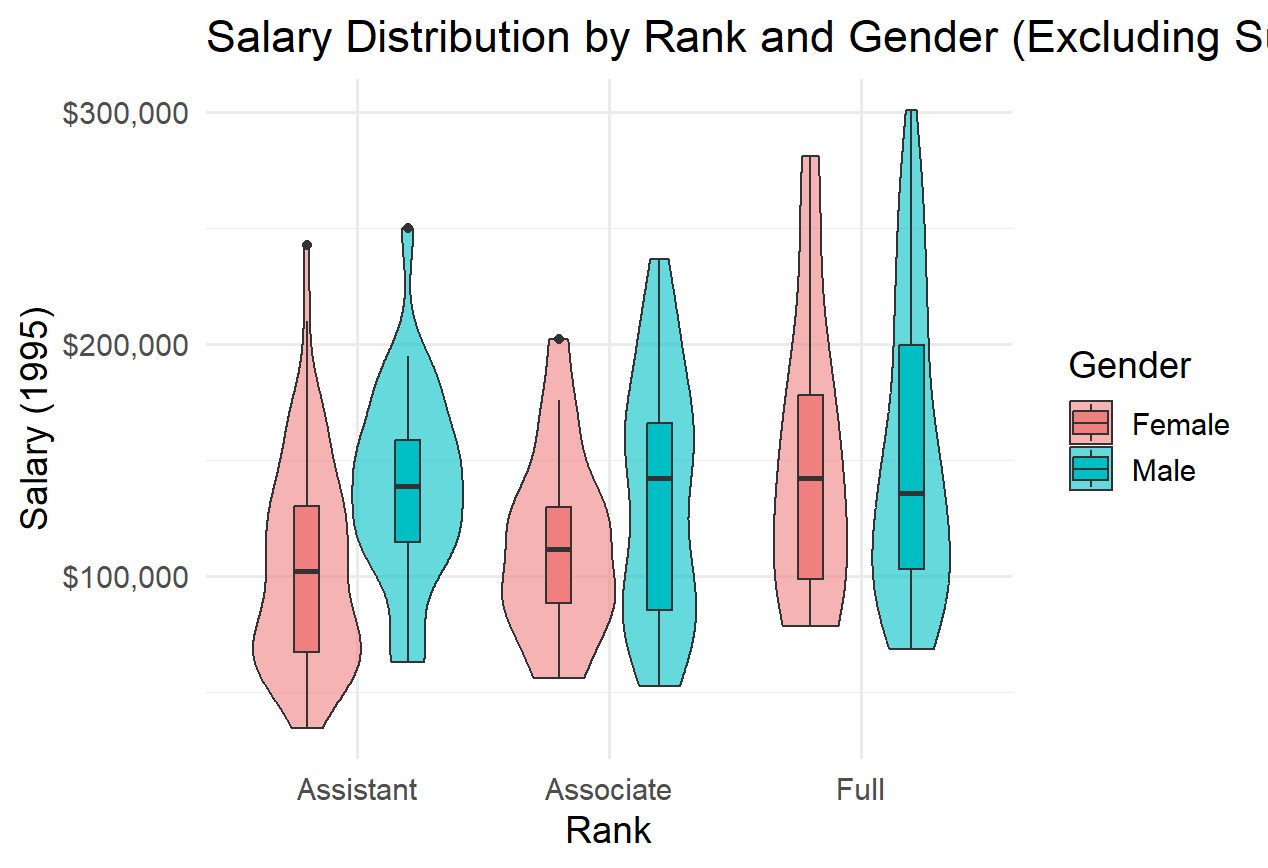 Salary Distribution by Rank and Gender (Excluding
$300,000
$200,000
$100,000
Salary (1995)
Assistant
Associate
Full
Rank
Gender
Female
Male